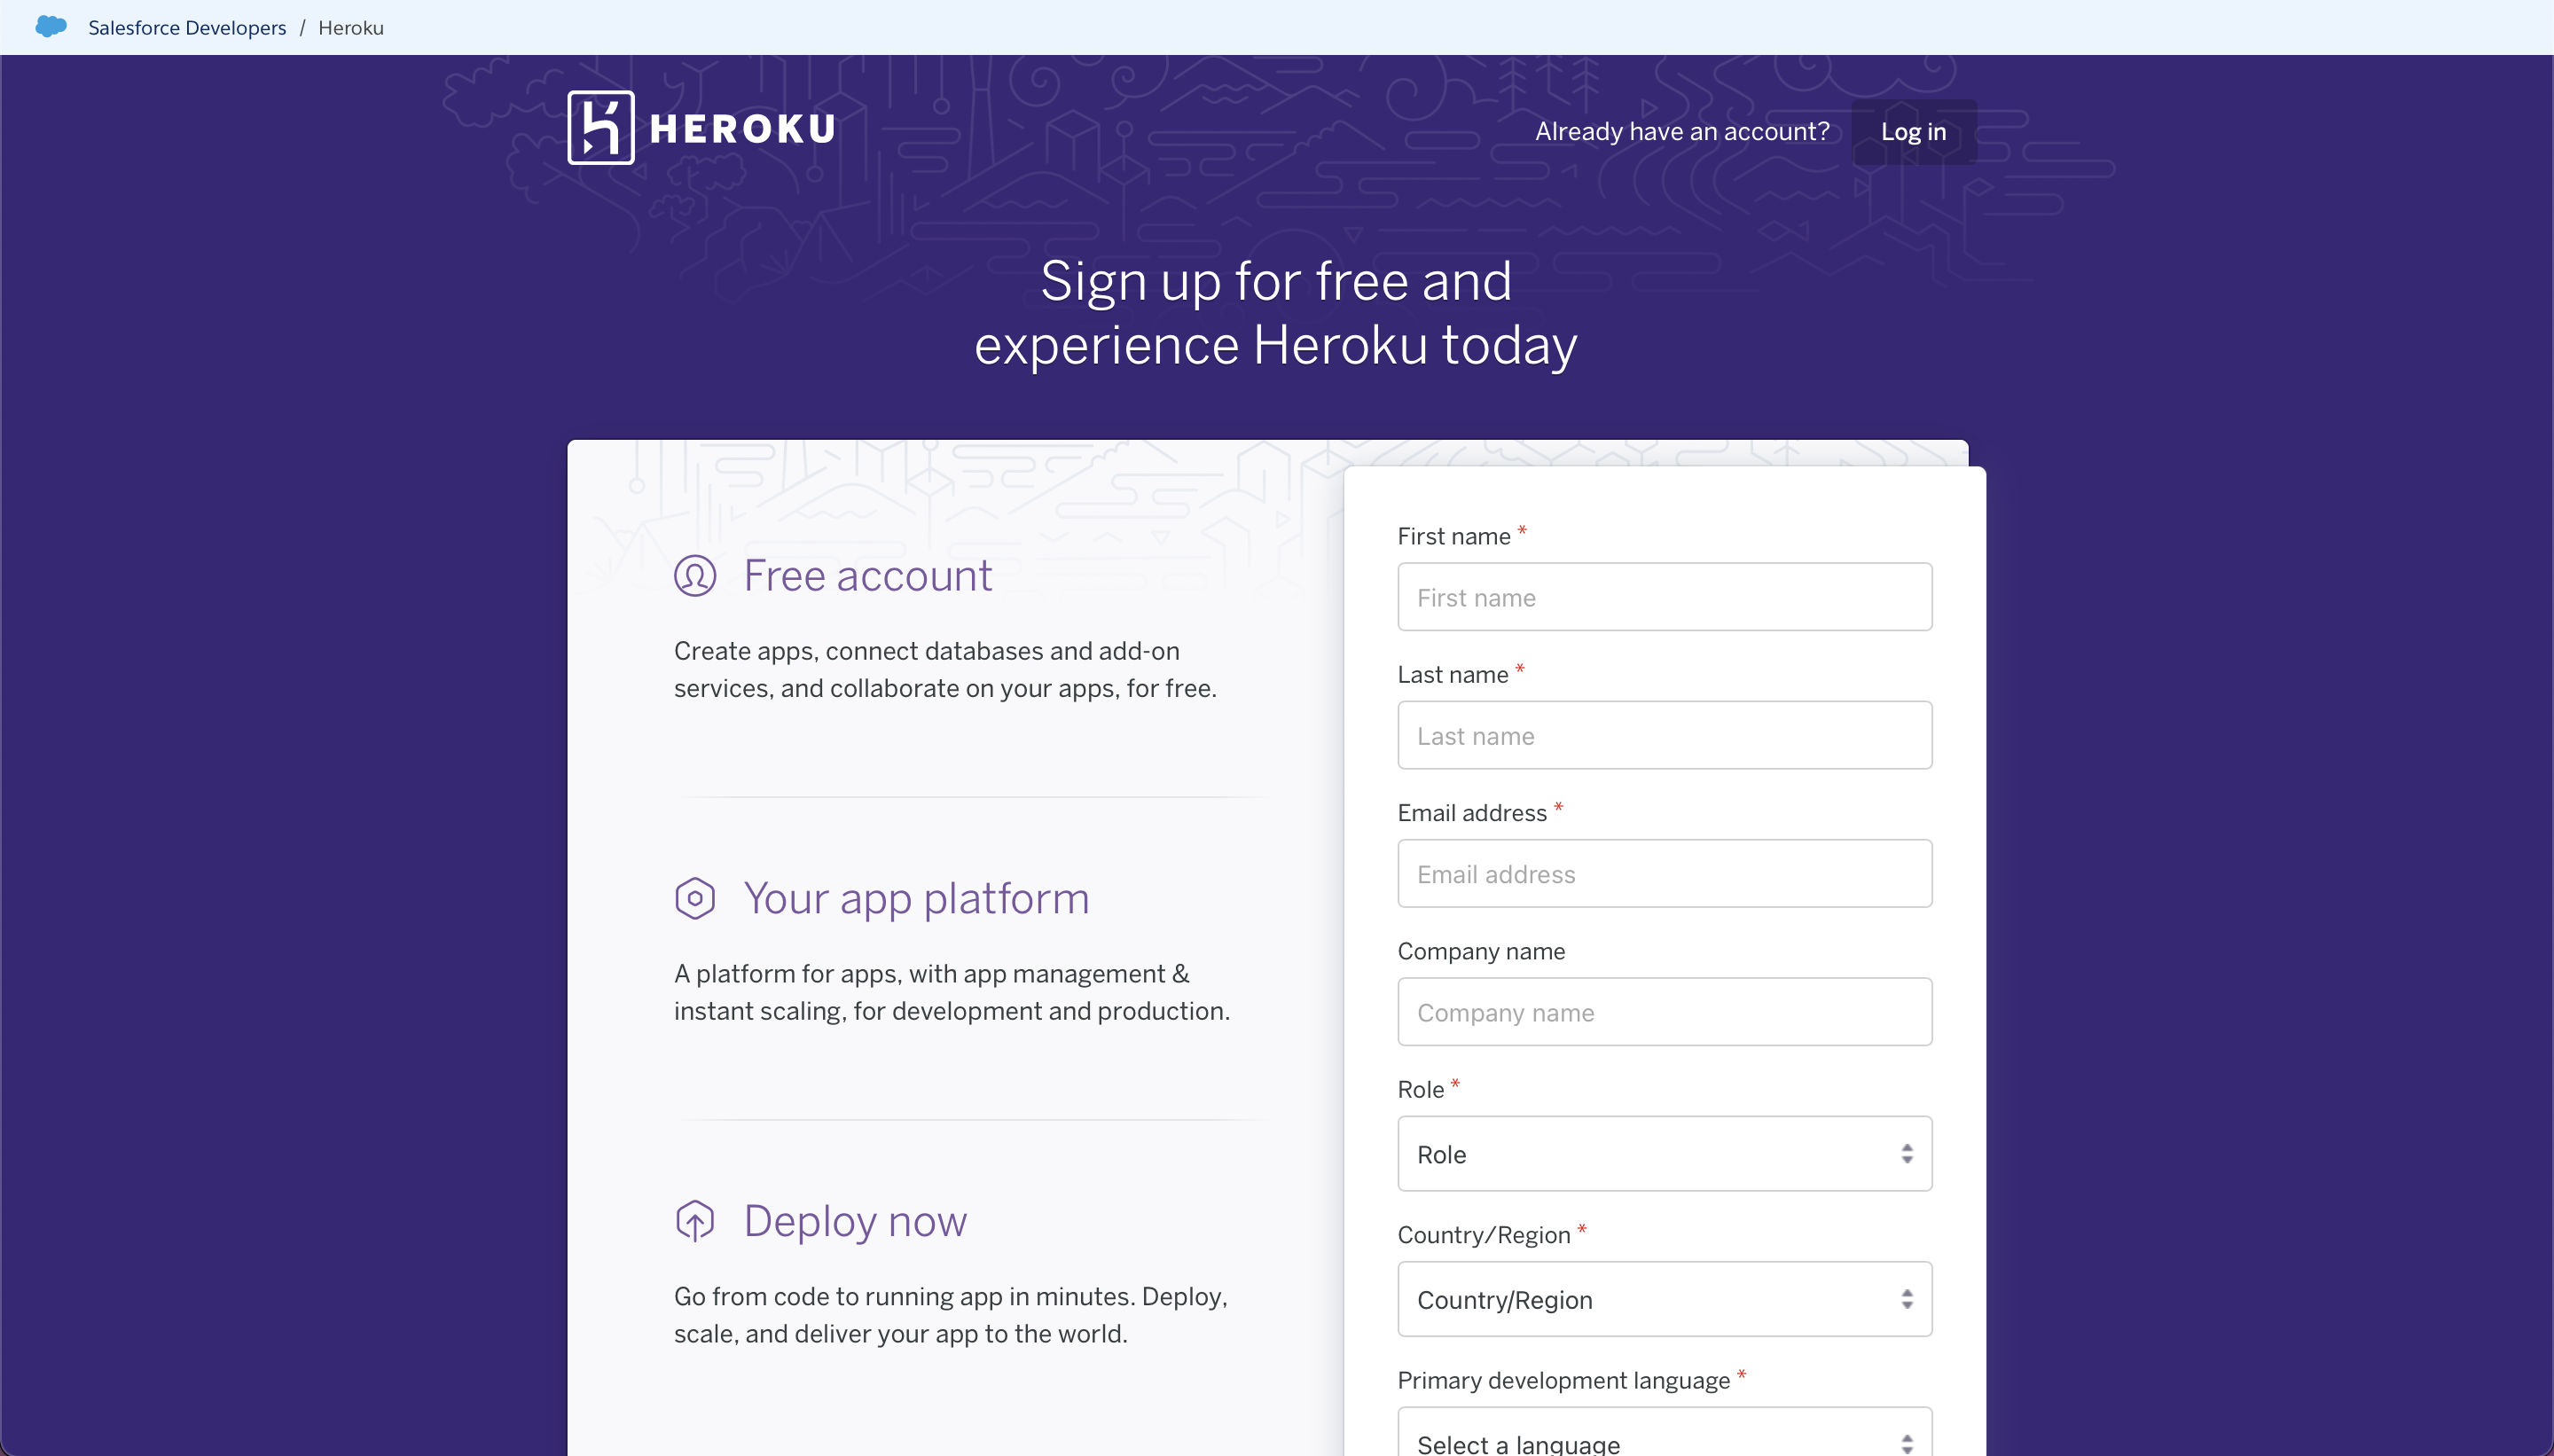 Salesforce Developers / Heroku
HEROKU
Already have an account? Log in
Sign up for free and
experience Heroku today
Free account
Create apps, connect databases and add-on
services, and collaborate on your apps, for free.
Your app platform
A platform for apps, with app management &
instant scaling, for development and production.
Deploy now
Go from code to running app in minutes. Deploy,
scale, and deliver your app to the world.
First name *
First name
Last name *
Last name
Email address *
Email address
Company name
Company name
Role *
Role
Country/Region *
Country/Region
Primary development language *
Select a language